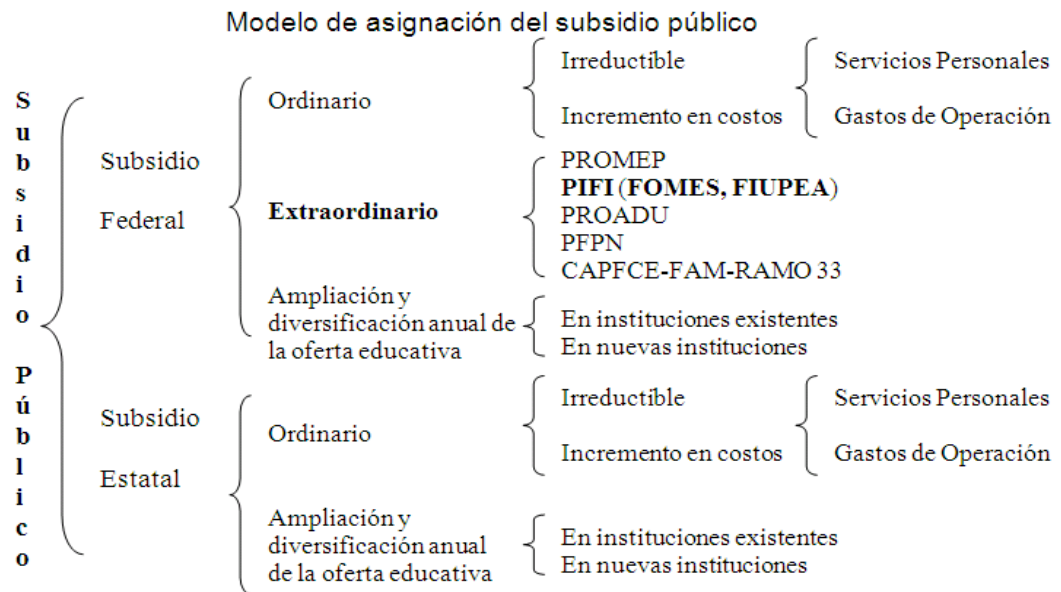 Modelo de asignación del subsidio público
Subsidio Público
Subsidio
Federal
Ordinario
Irreductible
Incremento en costos
Servicios Personales
Gastos de Operación
Extraordinario
PROMEP
PIFI (FOMES, FIUPEA)
PROADU
PFPN
CAPFCE-FAM-RAMO 33
Ampliación y
diversificación anual de
la oferta educativa
En instituciones existentes
En nuevas instituciones
Subsidio
Estatal
Ordinario
Irreductible
Incremento en costos
Servicios Personales
Gastos de Operación
Ampliación y
diversificación anual
de la oferta educativa
En instituciones existentes
En nuevas instituciones